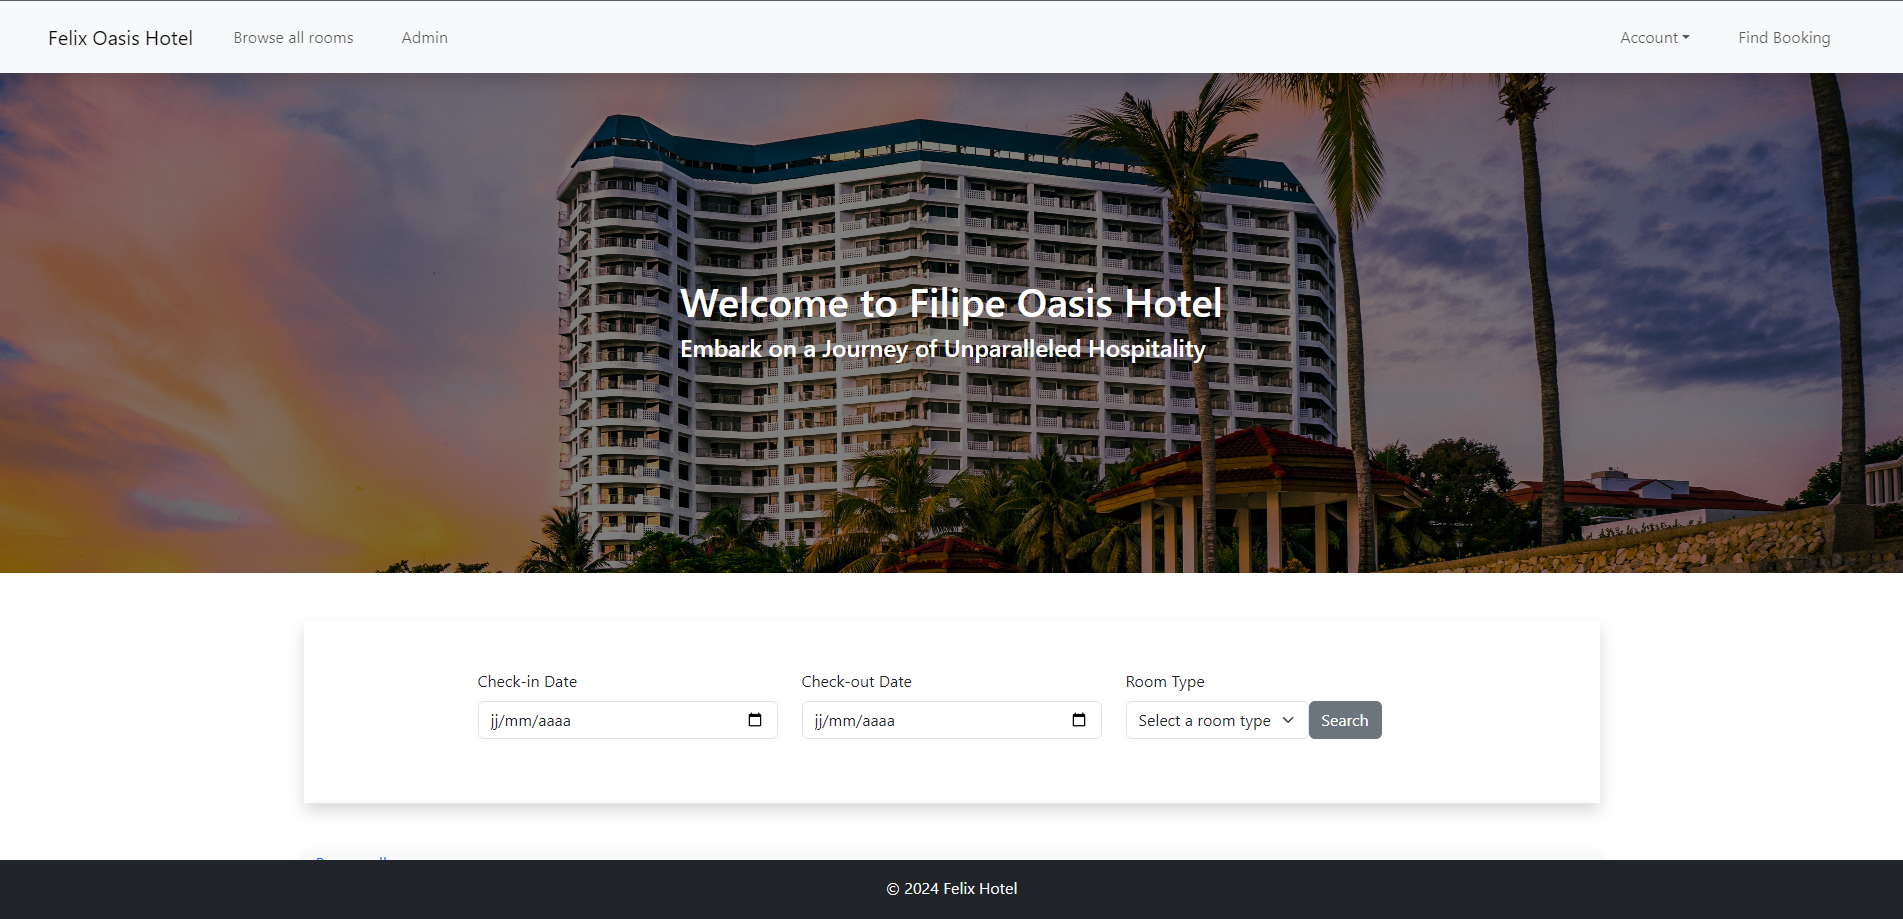 Felix Oasis Hotel Browse all rooms Admin Account Find Booking
Welcome to Filipe Oasis Hotel
Embark on a Journey of Unparalleled Hospitality
Check-in Date Check-out Date Room Type
jj/mm/aaaa jj/mm/aaaa Select a room type Search
© 2024 Felix Hotel